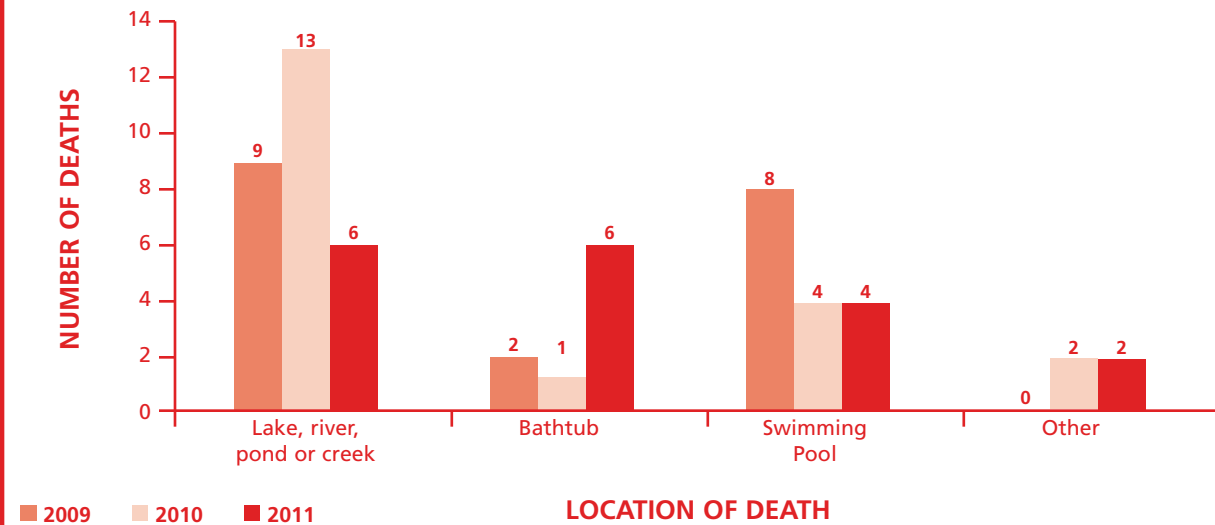 NUMBER OF DEATHS
14
12
10
8
6
4
2
0
9
13
6
2
1
6
8
4
4
0
2
2
Lake, river,
pond or creek
Bathtub
Swimming
Pool
Other
LOCATION OF DEATH
2009
2010
2011